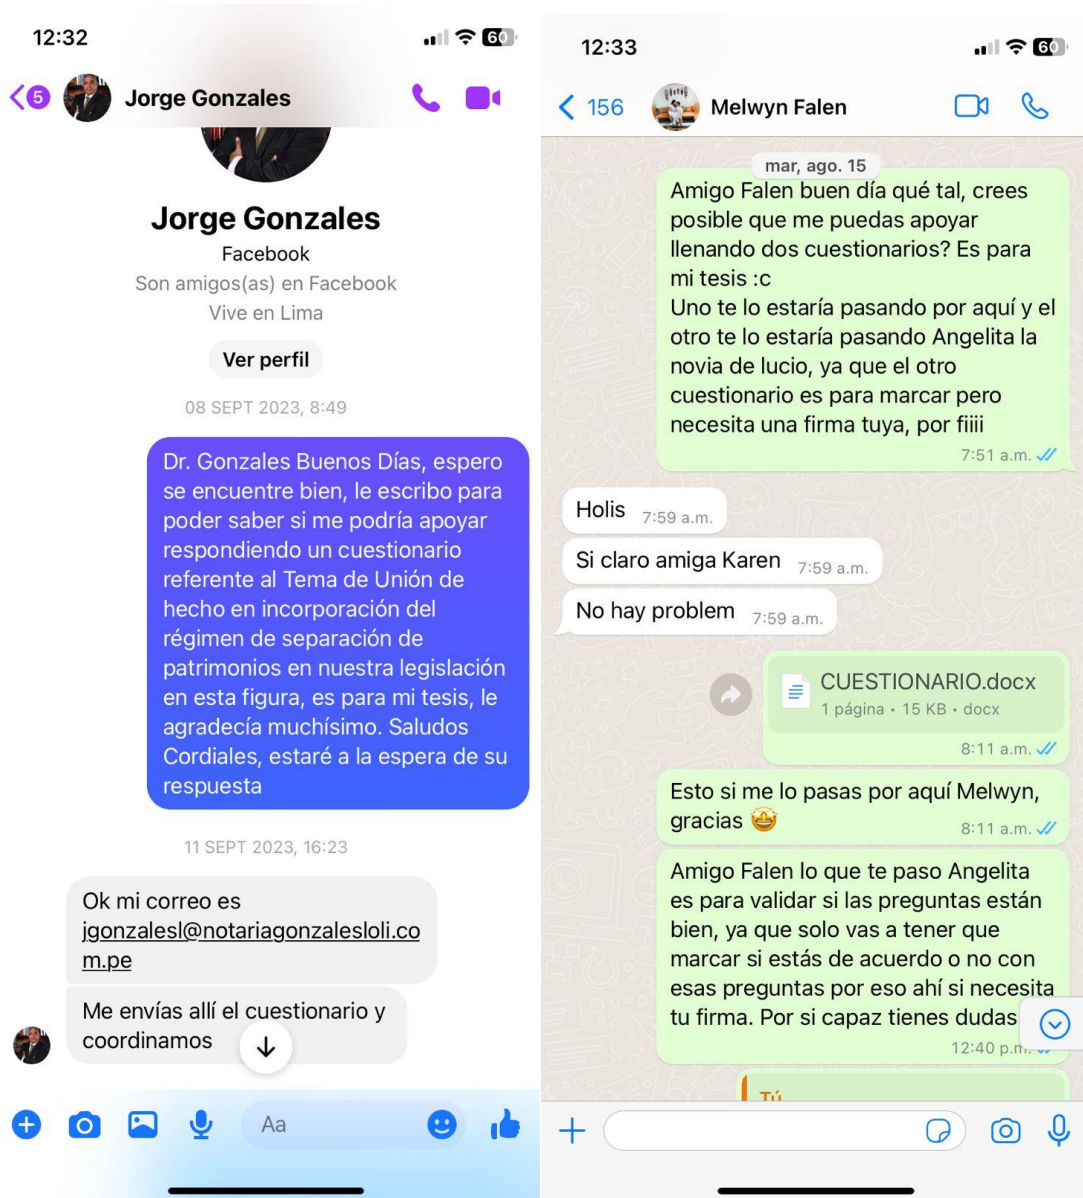 12:32
60
5
Jorge Gonzales
Jorge Gonzales
Facebook
Son amigos(as) en Facebook
Vive en Lima
Ver perfil
08 SEPT 2023, 8:49
Dr. Gonzales Buenos Días, espero
se encuentre bien, le escribo para
poder saber si me podría apoyar
respondiendo un cuestionario
referente al Tema de Unión de
hecho en incorporación del
régimen de separación de
patrimonios en nuestra legislación
en esta figura, es para mi tesis, le
agradecía muchísimo. Saludos
Cordiales, estaré a la espera de su
respuesta
11 SEPT 2023, 16:23
Ok mi correo es
jgonzalesl@notariagonzalesloli.co
m.pe
Me envías allí el cuestionario y
coordinamos
Aa
12:33
60
156
Melwyn Falen
mar, ago. 15
Amigo Falen buen día qué tal, crees
posible que me puedas apoyar
llenando dos cuestionarios? Es para
mi tesis :c
Uno te lo estaría pasando por aquí y el
otro te lo estaría pasando Angelita la
novia de lucio, ya que el otro
cuestionario es para marcar pero
necesita una firma tuya, por fiiii
7:51 a.m.
Holis 7:59 a.m.
Si claro amiga Karen 7:59 a.m.
No hay problem 7:59 a.m.
CUESTIONARIO.docx
1 página • 15 KB • docx
8:11 a.m.
Esto si me lo pasas por aquí Melwyn,
gracias 🤩 8:11 a.m.
Amigo Falen lo que te paso Angelita
es para validar si las preguntas están
bien, ya que solo vas a tener que
marcar si estás de acuerdo o no con
esas preguntas por eso ahí si necesita
tu firma. Por si capaz tienes dudas
12:40 p.m.
Tú